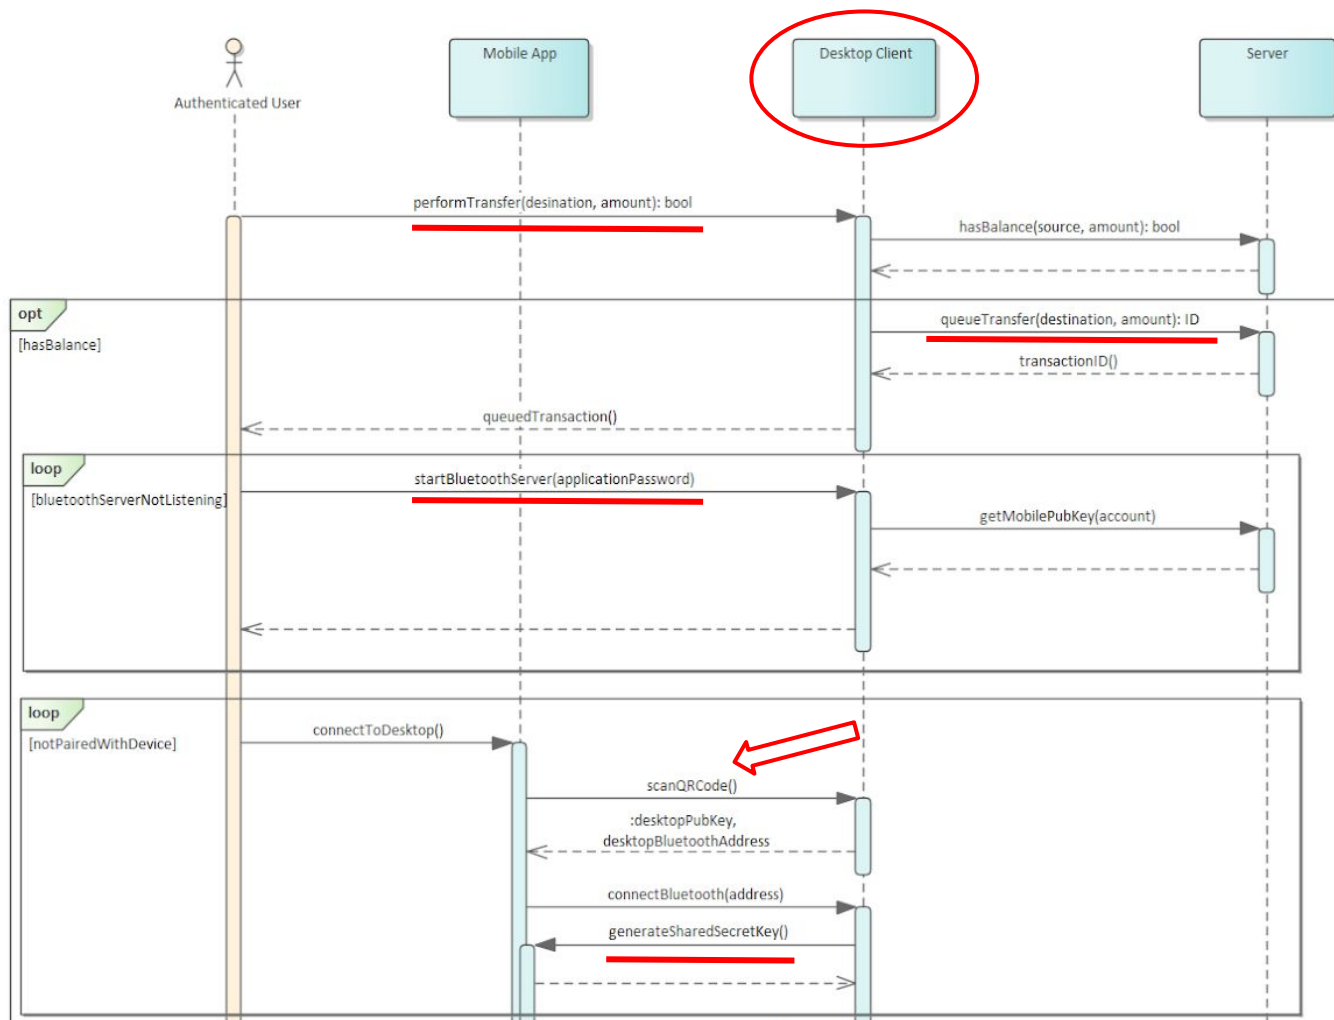 Mobile App
Desktop Client
Server
Authenticated User
performTransfer(desination, amount): bool
hasBalance(source, amount): bool
opt
[hasBalance]
queueTransfer(destination, amount): ID
transactionID()
queuedTransaction()
loop
[bluetoothServerNotListening]
startBluetoothServer(applicationPassword)
getMobilePubKey(account)
loop
[notPairedWithDevice]
connectToDesktop()
scanQRCode()
:desktopPubKey,
desktopBluetoothAddress
connectBluetooth(address)
generateSharedSecretKey()